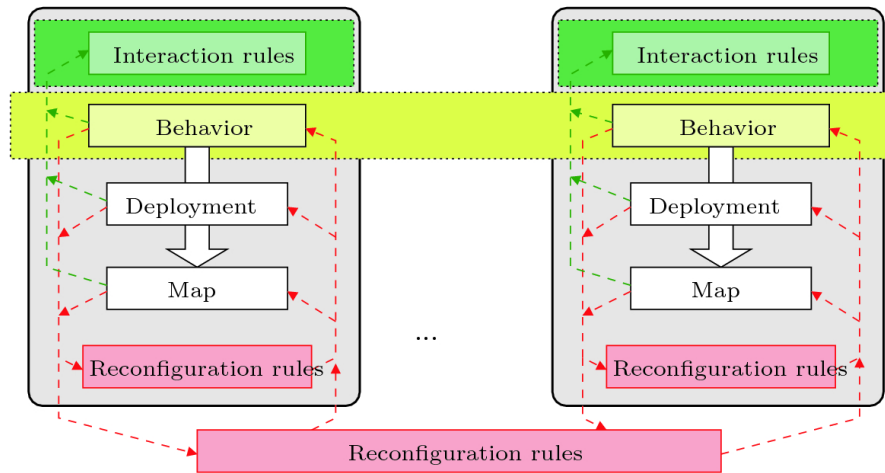 Interaction rules
Interaction rules
Behavior
Behavior
Deployment
Deployment
Map
Map
...
Reconfiguration rules
Reconfiguration rules
Reconfiguration rules